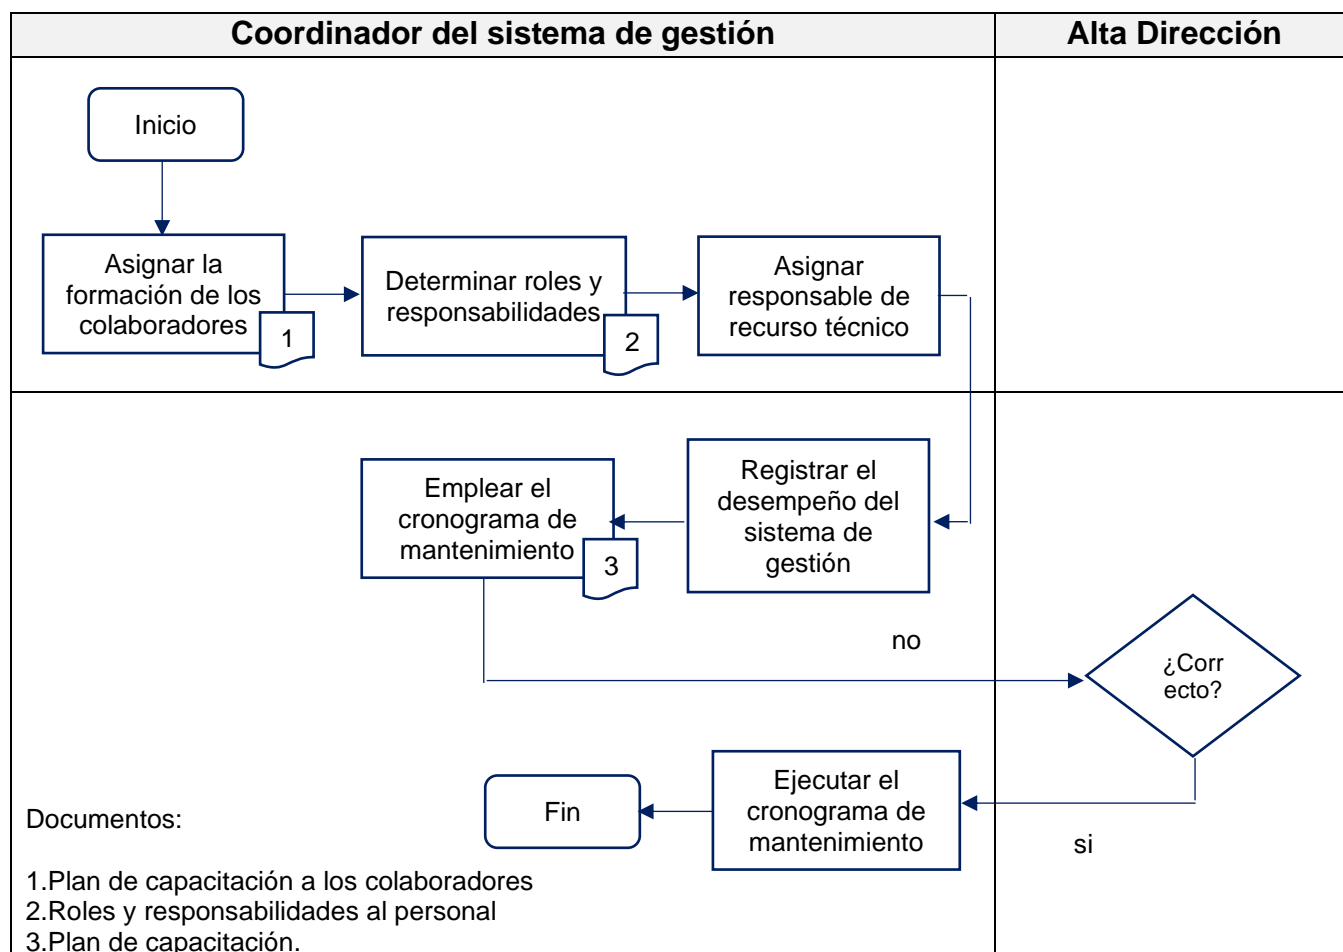 Coordinador del sistema de gestión
Alta Dirección
Inicio
Asignar la
formación de los
colaboradores
1
Determinar roles y
responsabilidades
2
Asignar
responsable de
recurso técnico
Registrar el
desempeño del
sistema de
gestión
Emplear el
cronograma de
mantenimiento
3
no
¿Corr
ecto?
si
Ejecutar el
cronograma de
mantenimiento
Fin
Documentos:
1.Plan de capacitación a los colaboradores
2.Roles y responsabilidades al personal
3.Plan de capacitación.